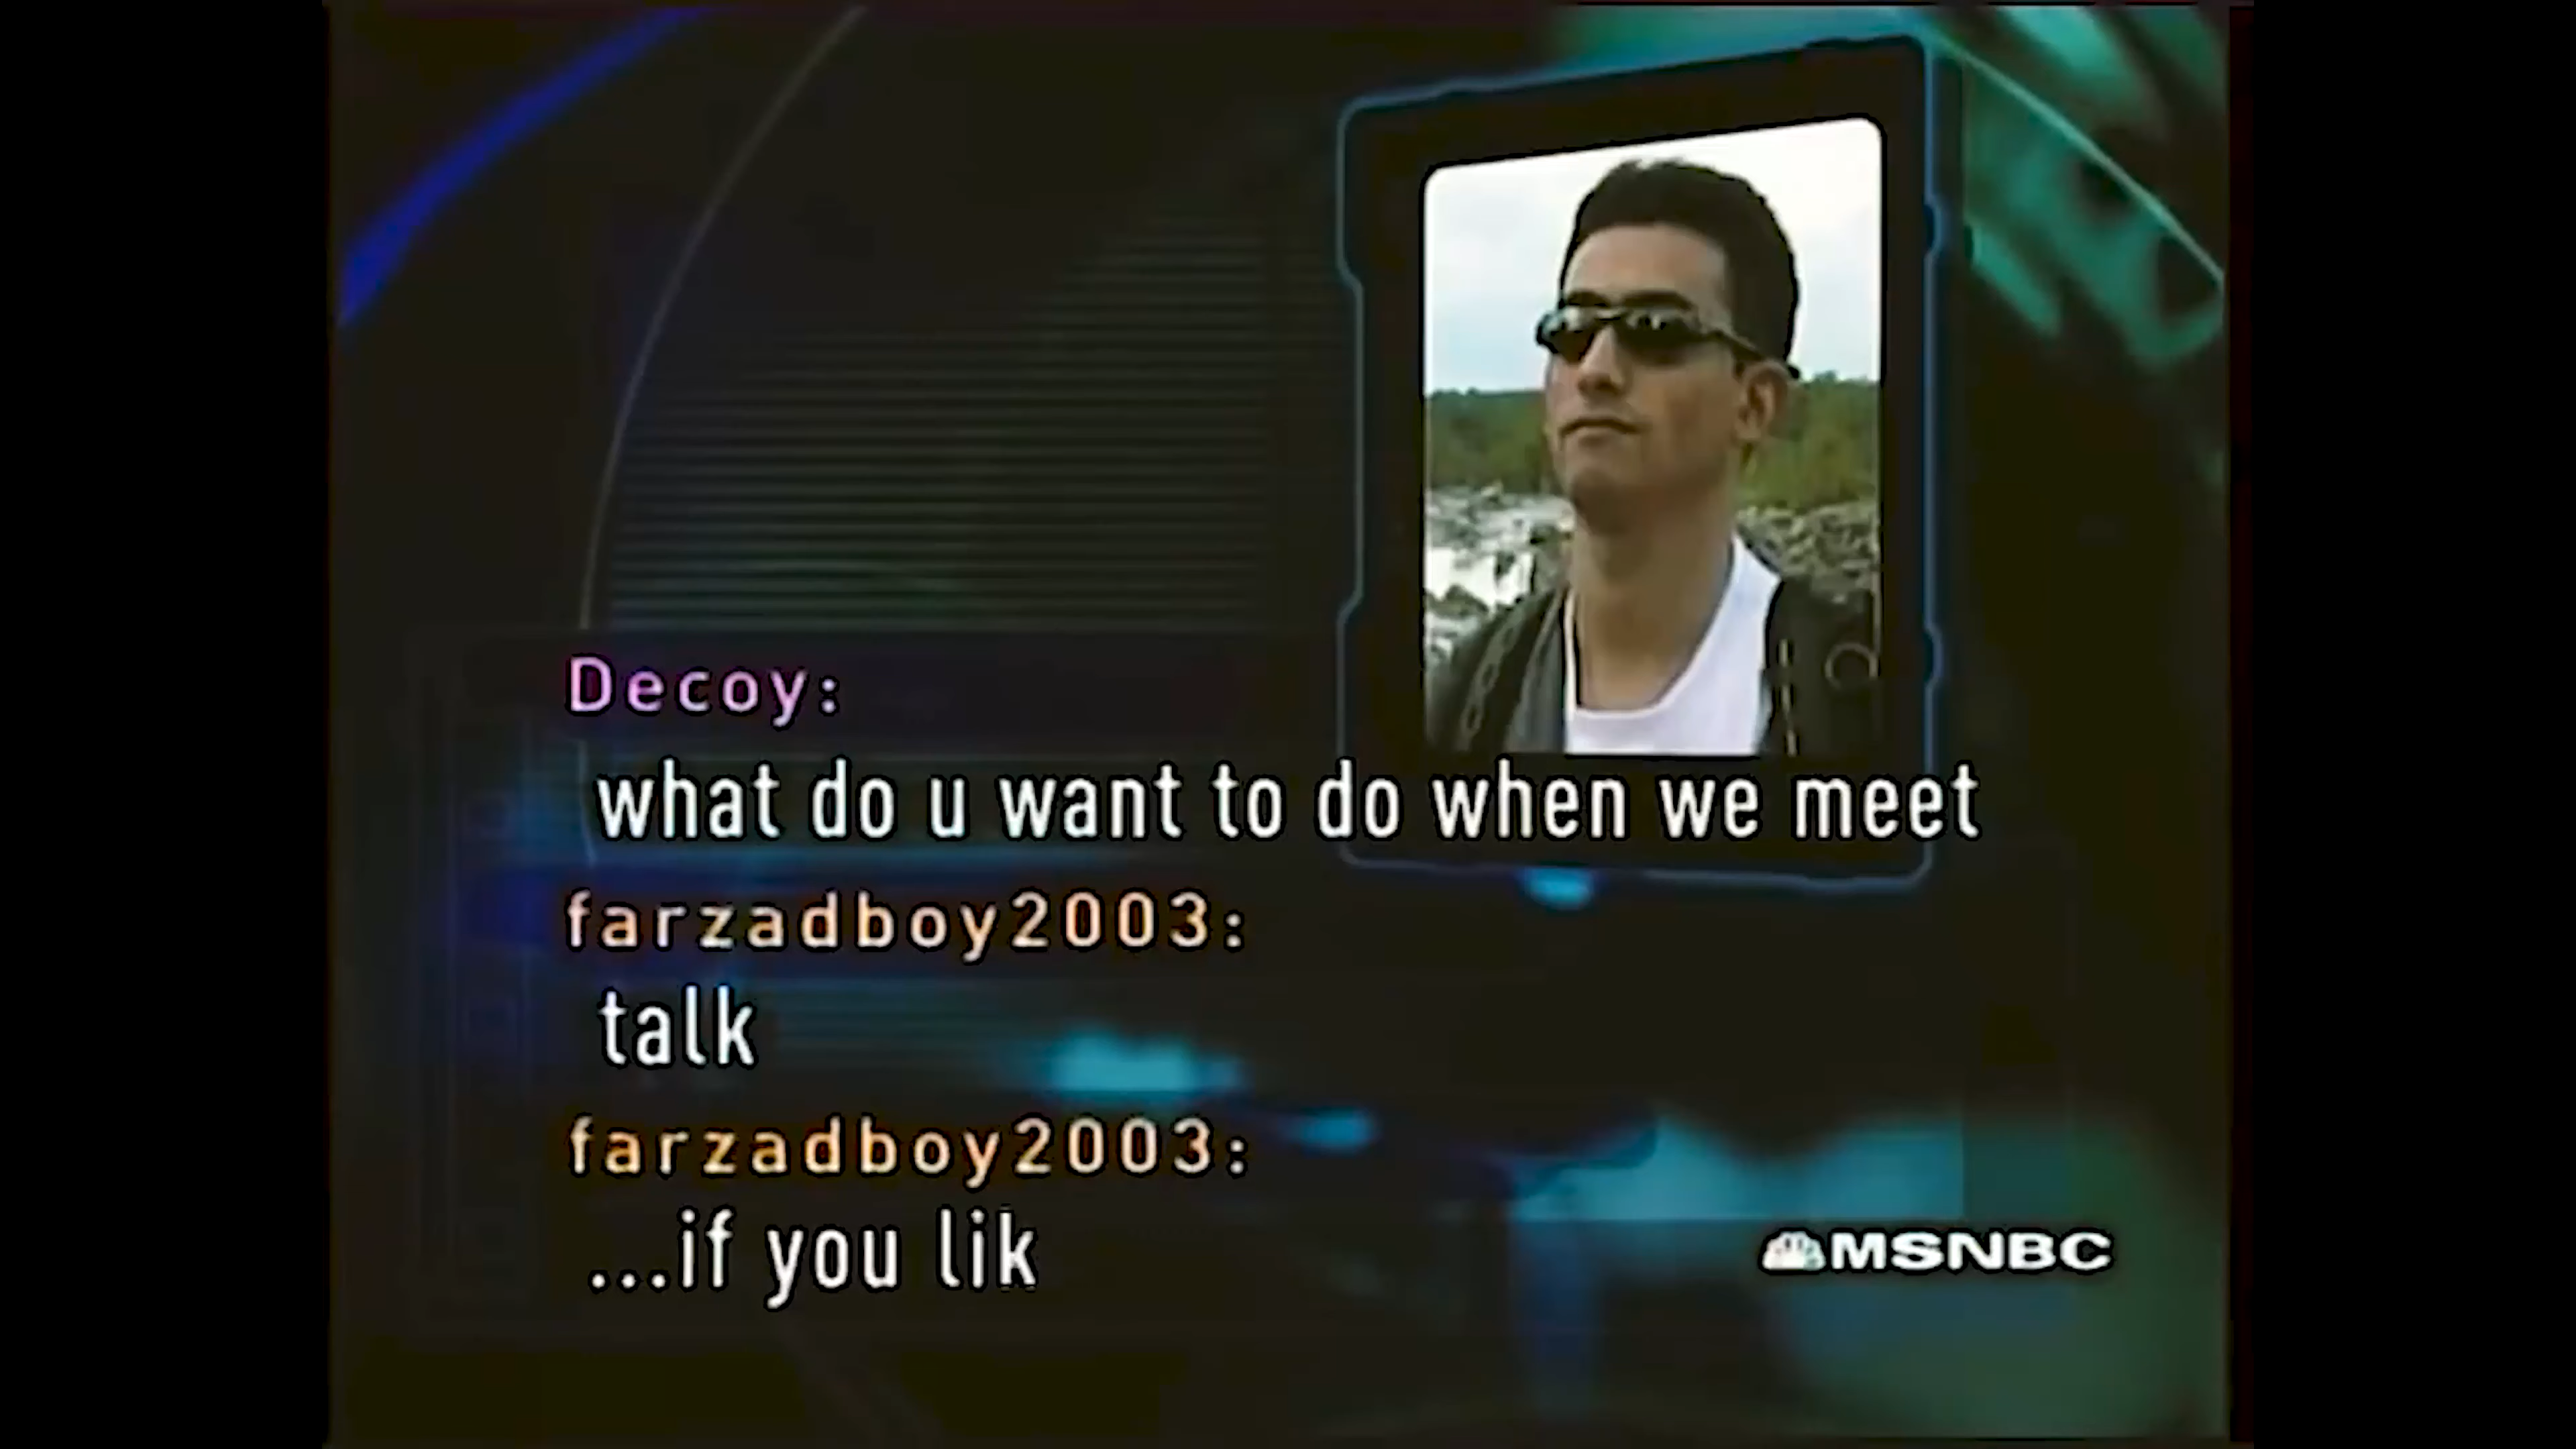 Decoy:
what do u want to do when we meet
farzadboy2003:
talk
farzadboy2003:
...if you lik
MSNBC